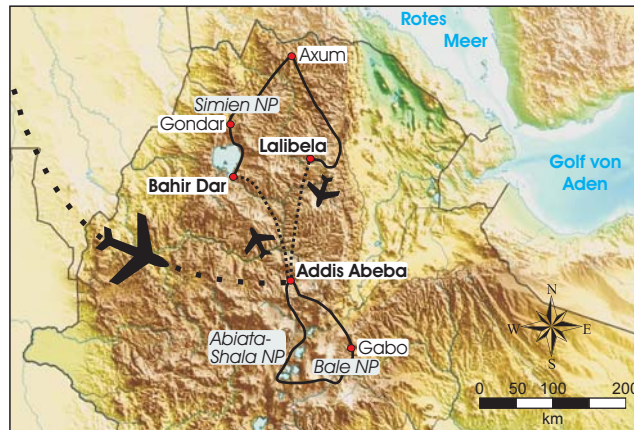 Rotes
Meer
Axum
Simien NP
Gondar
Lalibela
Golf von
Aden
Bahir Dar
Addis Abeba
N
W E
S
Abiata-
Shala NP
Gabo
Bale NP
0 50 100 200
km